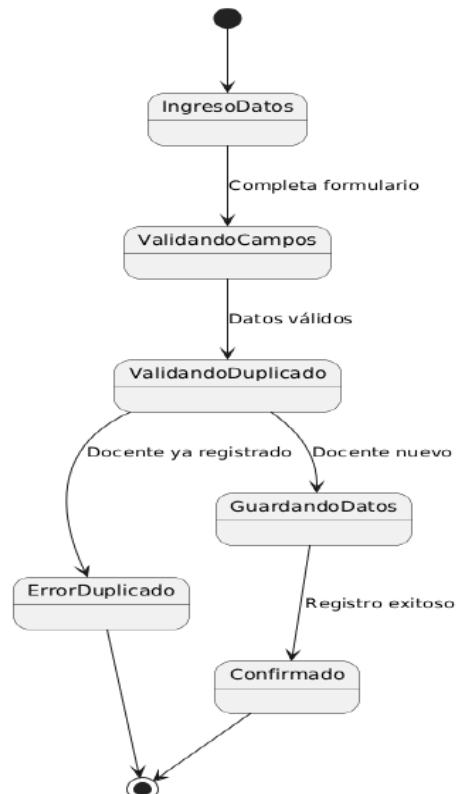 IngresoDatos
Completa formulario
ValidandoCampos
Datos válidos
ValidandoDuplicado
Docente ya registrado
Docente nuevo
GuardandoDatos
ErrorDuplicado
Registro exitoso
Confirmado